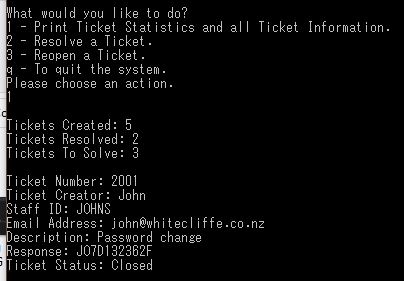 What would you like to do?
1 - Print Ticket Statistics and all Ticket Information.
2 - Resolve a Ticket.
3 - Reopen a Ticket.
q - To quit the system.
Please choose an action.
1
Tickets Created: 5
Tickets Resolved: 2
Tickets To Solve: 3
Ticket Number: 2001
Ticket Creator: John
Staff ID: JOHNS
Email Address: john@whitecliffe.co.nz
Description: Password change
Response: JO7D132362F
Ticket Status: Closed